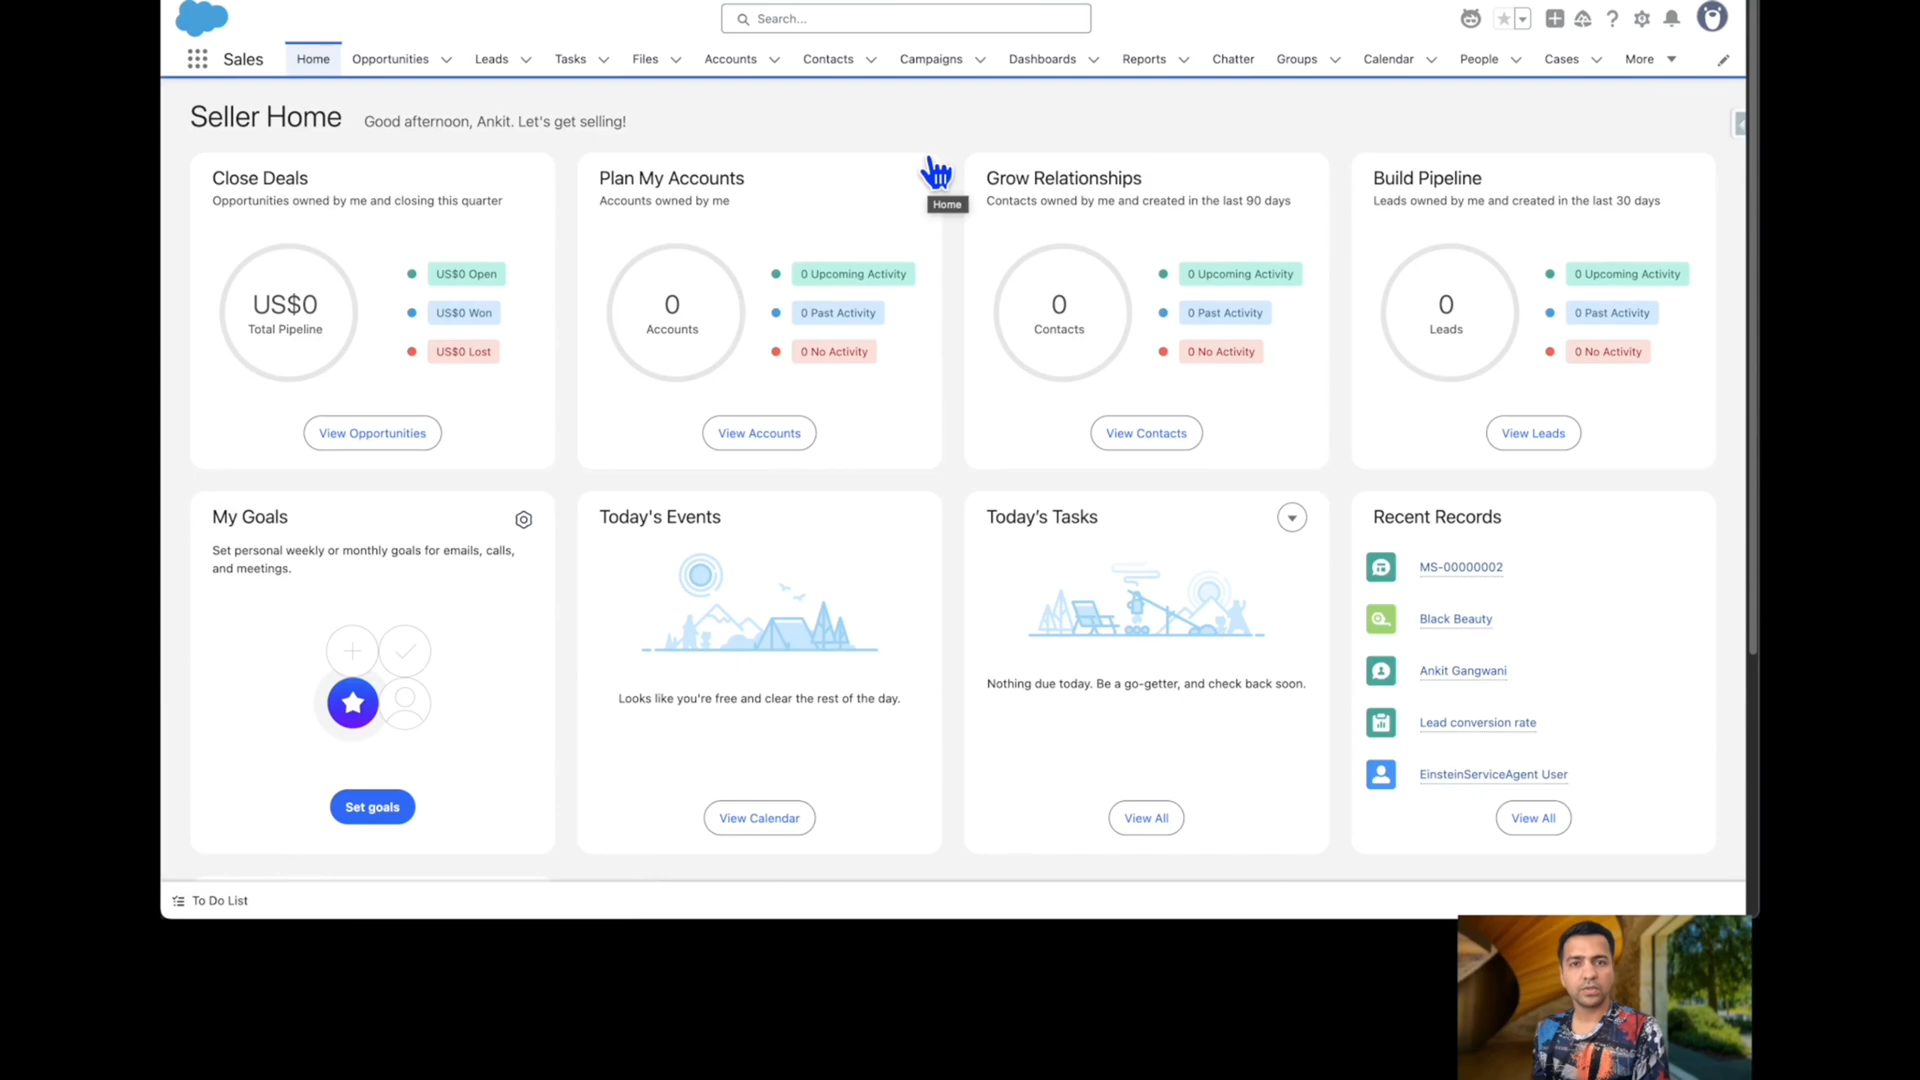 Search...
Sales
Home
Opportunities
Leads
Tasks
Files
Accounts
Contacts
Campaigns
Dashboards
Reports
Chatter
Groups
Calendar
People
Cases
More
Seller Home
Good afternoon, Ankit. Let's get selling!
Close Deals
Opportunities owned by me and closing this quarter
US$0
Total Pipeline
US$0 Open
US$0 Won
US$0 Lost
View Opportunities
Plan My Accounts
Accounts owned by me
0
Accounts
0 Upcoming Activity
0 Past Activity
0 No Activity
View Accounts
Home
Grow Relationships
Contacts owned by me and created in the last 90 days
0
Contacts
0 Upcoming Activity
0 Past Activity
0 No Activity
View Contacts
Build Pipeline
Leads owned by me and created in the last 30 days
0
Leads
0 Upcoming Activity
0 Past Activity
0 No Activity
View Leads
My Goals
Set personal weekly or monthly goals for emails, calls,
and meetings.
Set goals
Today's Events
Looks like you're free and clear the rest of the day.
View Calendar
Today's Tasks
Nothing due today. Be a go-getter, and check back soon.
View All
Recent Records
MS-00000002
Black Beauty
Ankit Gangwani
Lead conversion rate
EinsteinServiceAgent User
View All
To Do List